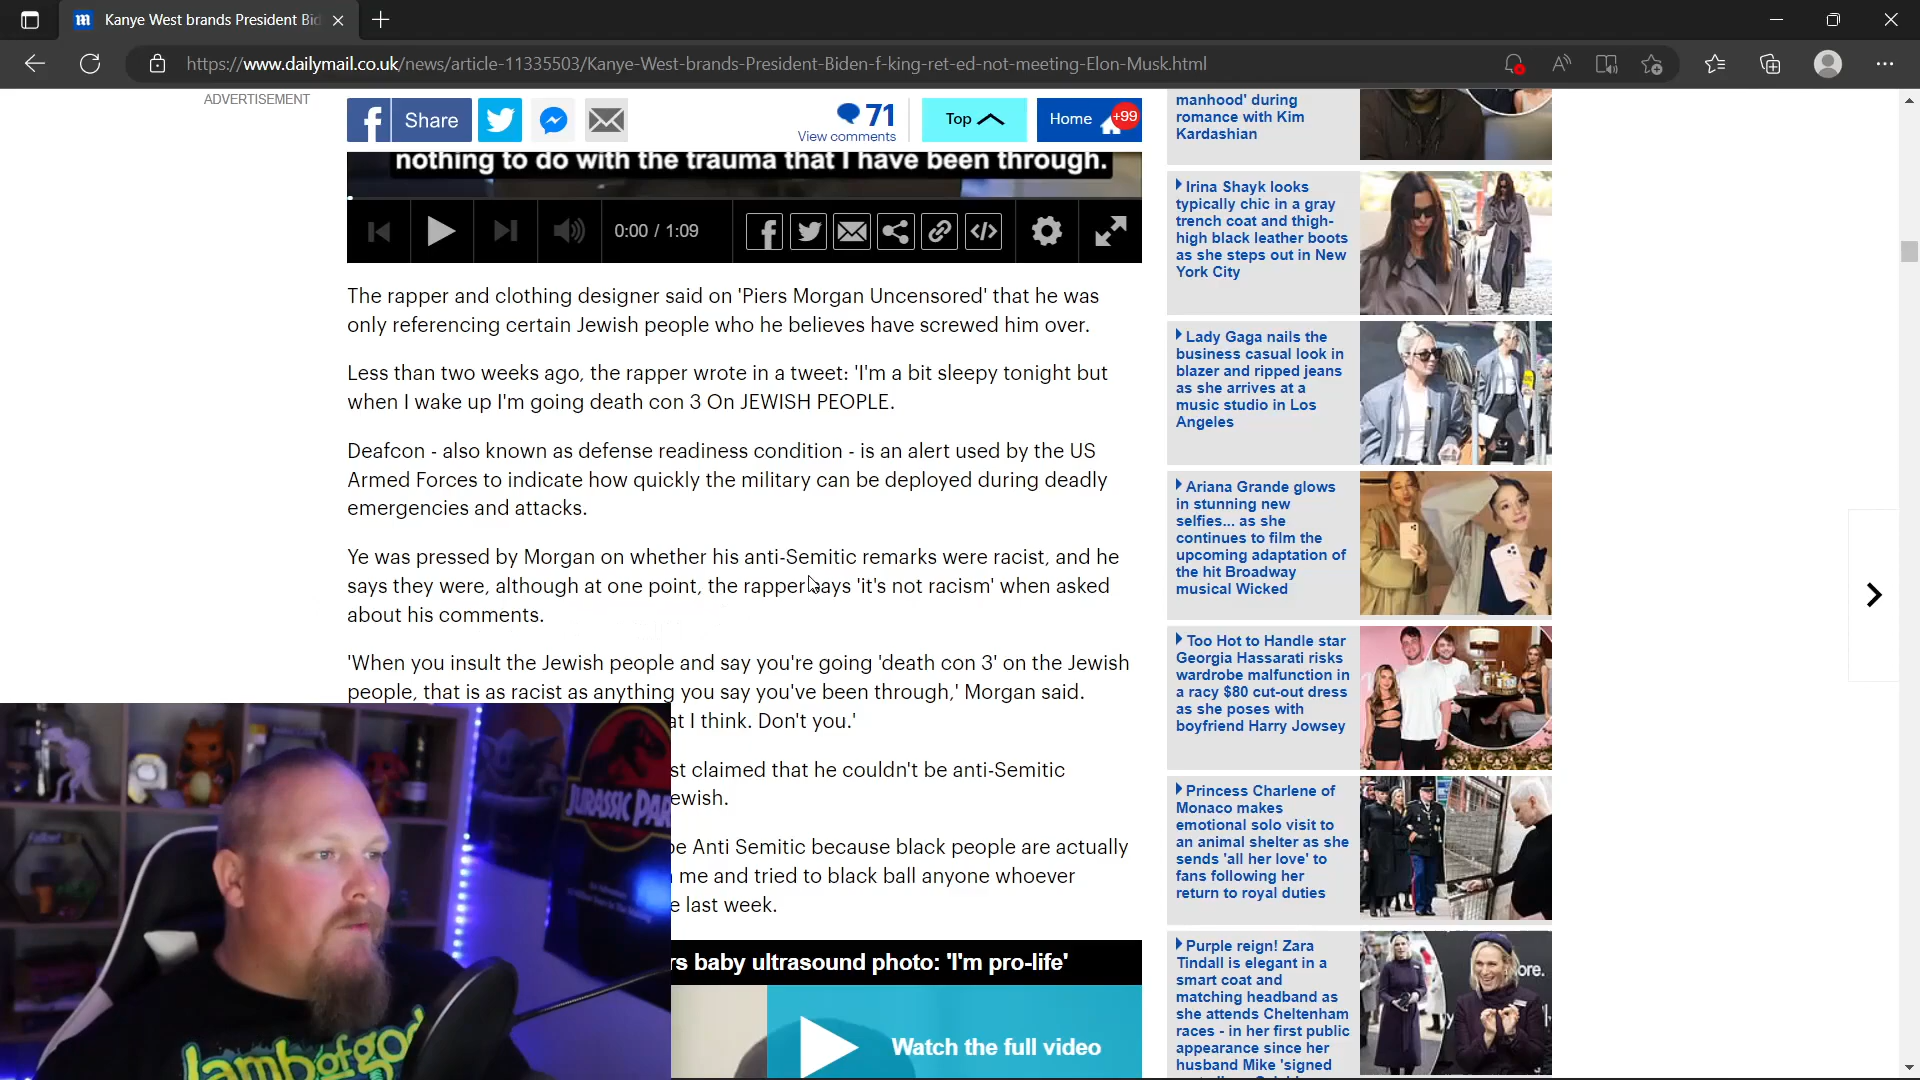 Kanye West brands President Bid
https://www.dailymail.co.uk/news/article-11335503/Kanye-West-brands-President-Biden-f-king-ret-ed-not-meeting-Elon-Musk.html
ADVERTISEMENT
Share
71
View comments
Top
Home
+99
nothing to do with the trauma that I have been through.
0:00 / 1:09
The rapper and clothing designer said on 'Piers Morgan Uncensored' that he was
only referencing certain Jewish people who he believes have screwed him over.
Less than two weeks ago, the rapper wrote in a tweet: 'I'm a bit sleepy tonight but
when I wake up I'm going death con 3 On JEWISH PEOPLE.
Deafcon - also known as defense readiness condition - is an alert used by the US
Armed Forces to indicate how quickly the military can be deployed during deadly
emergencies and attacks.
Ye was pressed by Morgan on whether his anti-Semitic remarks were racist, and he
says they were, although at one point, the rapper says 'it's not racism' when asked
about his comments.
'When you insult the Jewish people and say you're going 'death con 3' on the Jewish
people, that is as racist as anything you say you've been through,' Morgan said.
at I think. Don't you.'
st claimed that he couldn't be anti-Semitic
ewish.
be Anti Semitic because black people are actually
me and tried to black ball anyone whoever
e last week.
rs baby ultrasound photo: 'I'm pro-life'
Watch the full video
manhood' during
romance with Kim
Kardashian
Irina Shayk looks
typically chic in a gray
trench coat and thigh-
high black leather boots
as she steps out in New
York City
Lady Gaga nails the
business casual look in
blazer and ripped jeans
as she arrives at a
music studio in Los
Angeles
Ariana Grande glows
in stunning new
selfies... as she
continues to film the
upcoming adaptation of
the hit Broadway
musical Wicked
Too Hot to Handle star
Georgia Hassarati risks
wardrobe malfunction in
a racy $80 cut-out dress
as she poses with
boyfriend Harry Jowsey
Princess Charlene of
Monaco makes
emotional solo visit to
an animal shelter as she
sends 'all her love' to
fans following her
return to royal duties
Purple reign! Zara
Tindall is elegant in a
smart coat and
matching headband as
she attends Cheltenham
races - in her first public
appearance since her
husband Mike 'signed
ore.
JURASSIC PAR
lamb of god